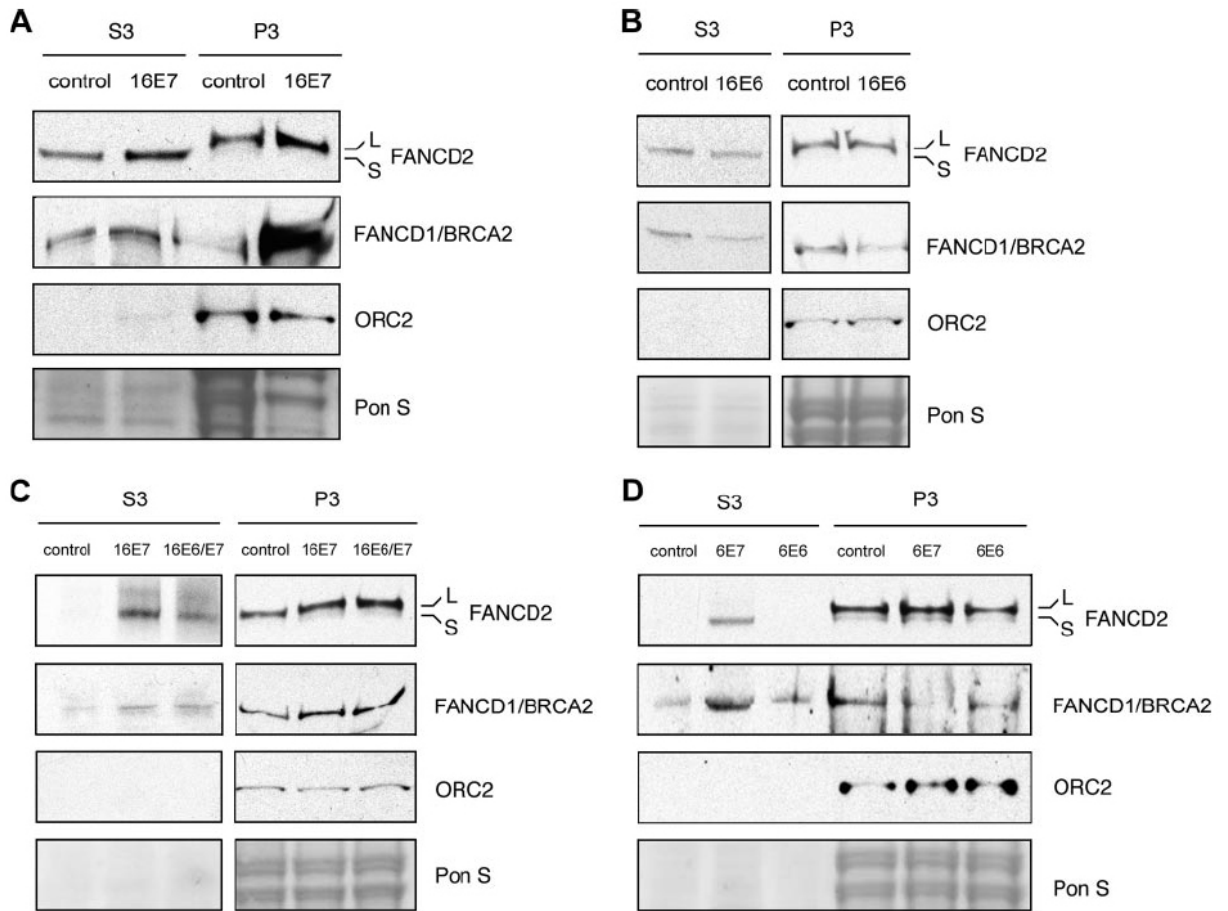 A
S3 P3
control 16E7 control 16E7
L
S
FANCD2
FANCD1/BRCA2
ORC2
Pon S
B
S3 P3
control 16E6 control 16E6
L
S
FANCD2
FANCD1/BRCA2
ORC2
Pon S
C
S3 P3
control 16E7 16E6/E7 control 16E7 16E6/E7
L
S
FANCD2
FANCD1/BRCA2
ORC2
Pon S
D
S3 P3
control 6E7 6E6 control 6E7 6E6
L
S
FANCD2
FANCD1/BRCA2
ORC2
Pon S